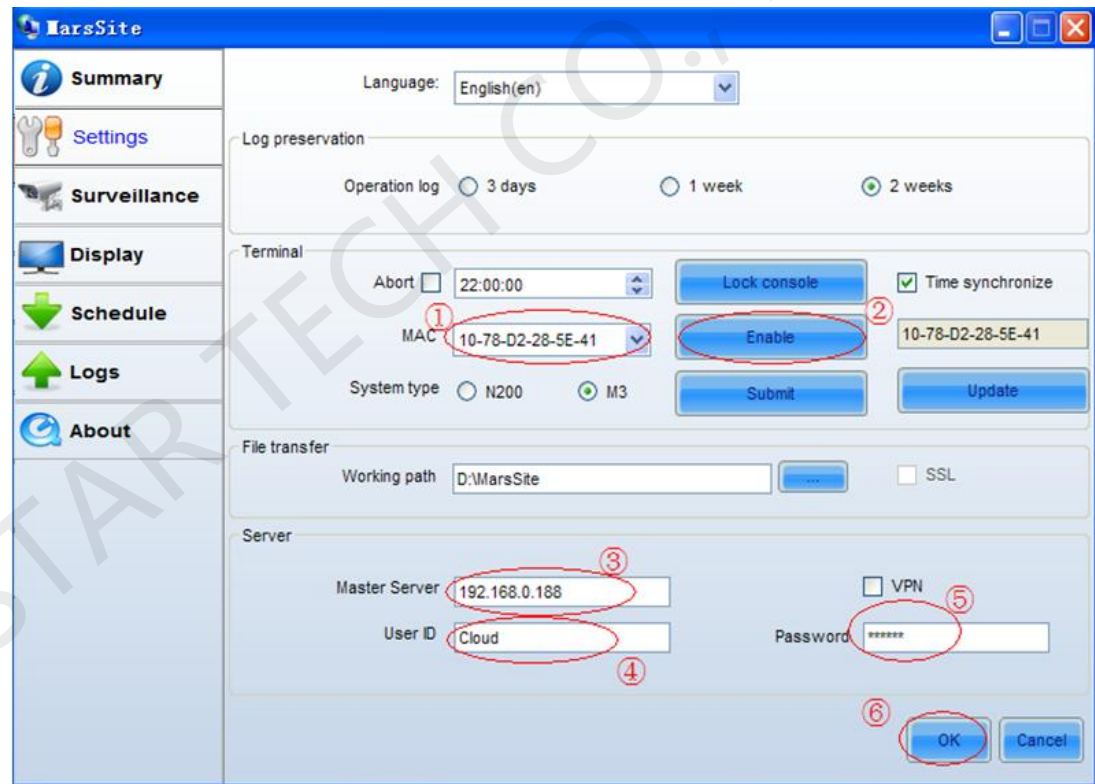 MarsSite
Summary
Settings
Surveillance
Display
Schedule
Logs
About
Language: English(en)
Log preservation
Operation log 3 days 1 week 2 weeks
Terminal
Abort 22:00:00 Lock console Time synchronize
① ②
MAC 10-78-D2-28-5E-41 Enable 10-78-D2-28-5E-41
System type N200 M3 Submit Update
File transfer
Working path D:\MarsSite ... SSL
Server
③
Master Server 192.168.0.188 VPN
⑤
User ID Cloud Password ******
④
⑥
OK Cancel
STAR TECH CO.,